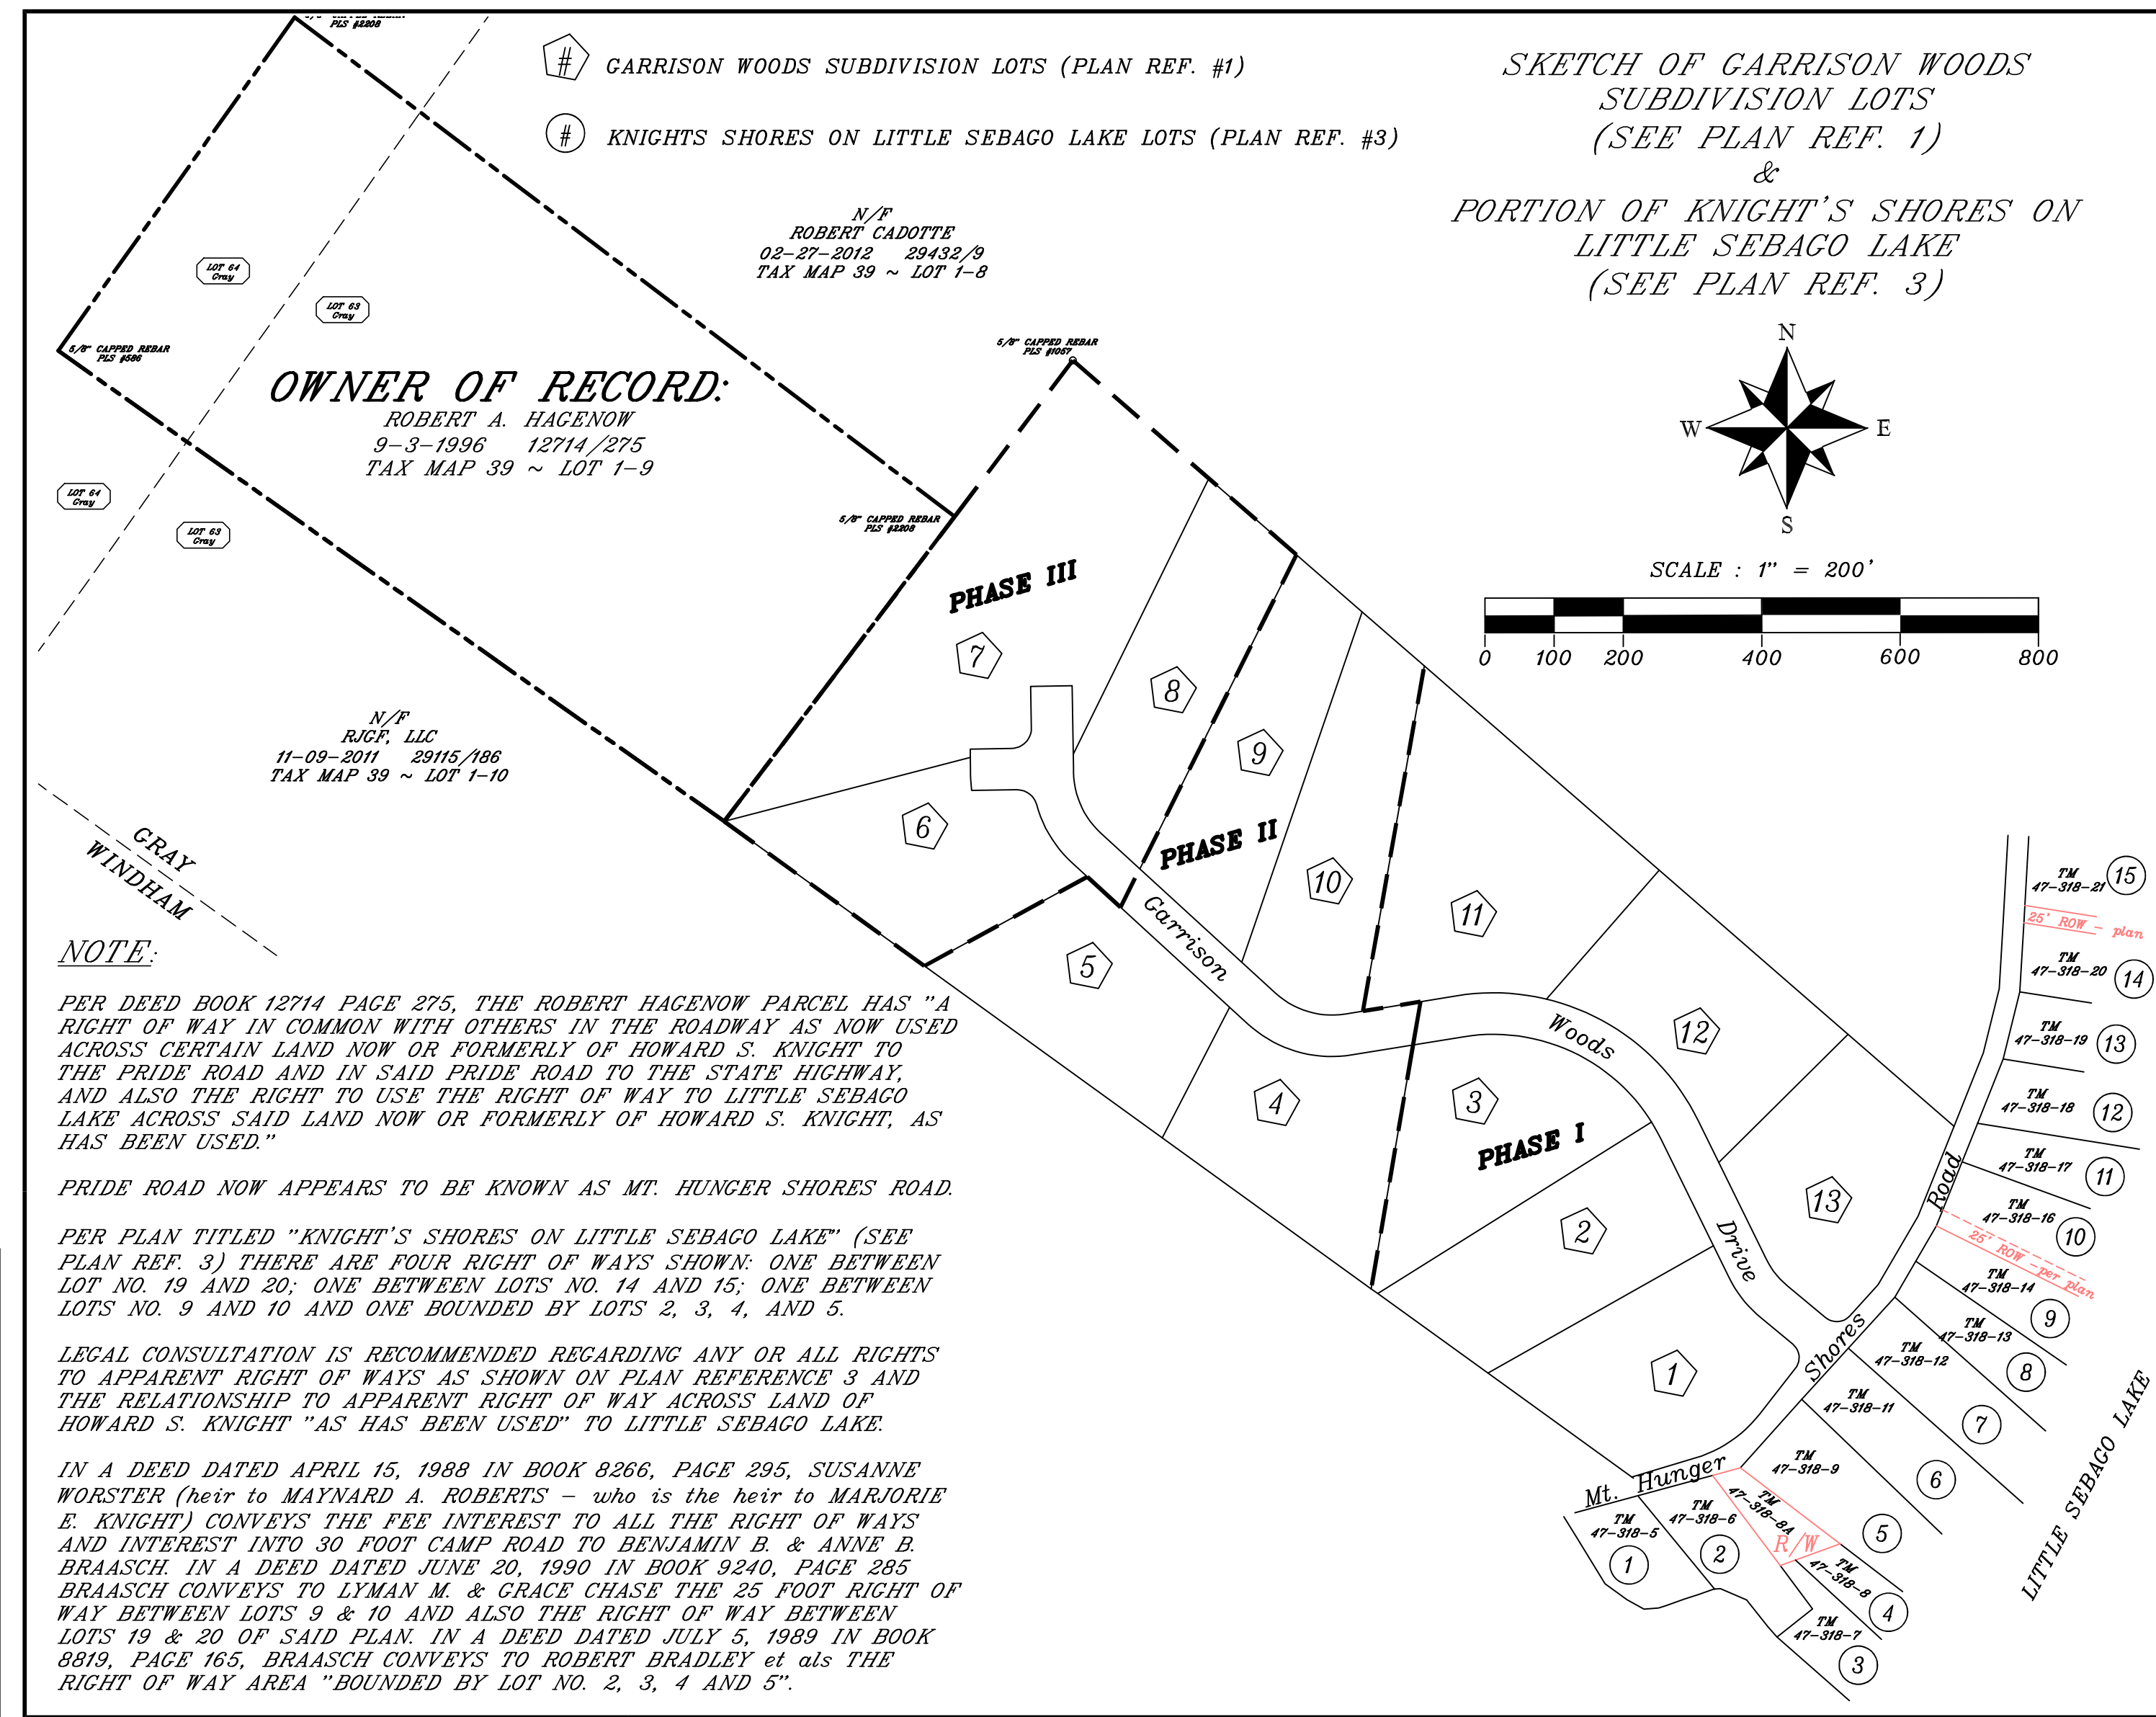 PLS #2208
# GARRISON WOODS SUBDIVISION LOTS (PLAN REF. #1)
# KNIGHTS SHORES ON LITTLE SEBAGO LAKE LOTS (PLAN REF. #3)
SKETCH OF GARRISON WOODS
SUBDIVISION LOTS
(SEE PLAN REF. 1)
&
PORTION OF KNIGHT'S SHORES ON
LITTLE SEBAGO LAKE
(SEE PLAN REF. 3)
N
W
E
S
SCALE : 1" = 200'
0 100 200 400 600 800
N/F
ROBERT CADOTTE
02-27-2012 29432/9
TAX MAP 39 ~ LOT 1-8
LOT 64
Gray
LOT 63
Gray
5/8" CAPPED REBAR
PLS #586
5/8" CAPPED REBAR
PLS #1057
OWNER OF RECORD:
ROBERT A. HAGENOW
9-3-1996 12714/275
TAX MAP 39 ~ LOT 1-9
LOT 64
Gray
LOT 63
Gray
5/8" CAPPED REBAR
PLS #2208
PHASE III
7
8
9
6
PHASE II
10
11
5
4
12
3
PHASE I
2
13
1
Garrison
Woods
Drive
N/F
RJGF, LLC
11-09-2011 29115/186
TAX MAP 39 ~ LOT 1-10
GRAY
WINDHAM
NOTE:
PER DEED BOOK 12714 PAGE 275, THE ROBERT HAGENOW PARCEL HAS "A
RIGHT OF WAY IN COMMON WITH OTHERS IN THE ROADWAY AS NOW USED
ACROSS CERTAIN LAND NOW OR FORMERLY OF HOWARD S. KNIGHT TO
THE PRIDE ROAD AND IN SAID PRIDE ROAD TO THE STATE HIGHWAY,
AND ALSO THE RIGHT TO USE THE RIGHT OF WAY TO LITTLE SEBAGO
LAKE ACROSS SAID LAND NOW OR FORMERLY OF HOWARD S. KNIGHT, AS
HAS BEEN USED."
PRIDE ROAD NOW APPEARS TO BE KNOWN AS MT. HUNGER SHORES ROAD.
PER PLAN TITLED "KNIGHT'S SHORES ON LITTLE SEBAGO LAKE" (SEE
PLAN REF. 3) THERE ARE FOUR RIGHT OF WAYS SHOWN: ONE BETWEEN
LOT NO. 19 AND 20; ONE BETWEEN LOTS NO. 14 AND 15; ONE BETWEEN
LOTS NO. 9 AND 10 AND ONE BOUNDED BY LOTS 2, 3, 4, AND 5.
LEGAL CONSULTATION IS RECOMMENDED REGARDING ANY OR ALL RIGHTS
TO APPARENT RIGHT OF WAYS AS SHOWN ON PLAN REFERENCE 3 AND
THE RELATIONSHIP TO APPARENT RIGHT OF WAY ACROSS LAND OF
HOWARD S. KNIGHT "AS HAS BEEN USED" TO LITTLE SEBAGO LAKE.
IN A DEED DATED APRIL 15, 1988 IN BOOK 8266, PAGE 295, SUSANNE
WORSTER (heir to MAYNARD A. ROBERTS - who is the heir to MARJORIE
E. KNIGHT) CONVEYS THE FEE INTEREST TO ALL THE RIGHT OF WAYS
AND INTEREST INTO 30 FOOT CAMP ROAD TO BENJAMIN B. & ANNE B.
BRAASCH. IN A DEED DATED JUNE 20, 1990 IN BOOK 9240, PAGE 285
BRAASCH CONVEYS TO LYMAN M. & GRACE CHASE THE 25 FOOT RIGHT OF
WAY BETWEEN LOTS 9 & 10 AND ALSO THE RIGHT OF WAY BETWEEN
LOTS 19 & 20 OF SAID PLAN. IN A DEED DATED JULY 5, 1989 IN BOOK
8819, PAGE 165, BRAASCH CONVEYS TO ROBERT BRADLEY et als THE
RIGHT OF WAY AREA "BOUNDED BY LOT NO. 2, 3, 4 AND 5".
TM
47-318-21 15
25' ROW - plan
TM
47-318-20 14
TM
47-318-19 13
TM
47-318-18 12
TM
47-318-17 11
TM
47-318-16 10
25' ROW -per plan
TM
47-318-14
9
TM
47-318-13
8
TM
47-318-12
7
TM
47-318-11
6
TM
47-318-9
5
TM
47-318-8A
R/W
TM
47-318-8
4
TM
47-318-7
3
TM
47-318-6
2
TM
47-318-5
1
Mt. Hunger
Shores
Road
LITTLE SEBAGO LAKE